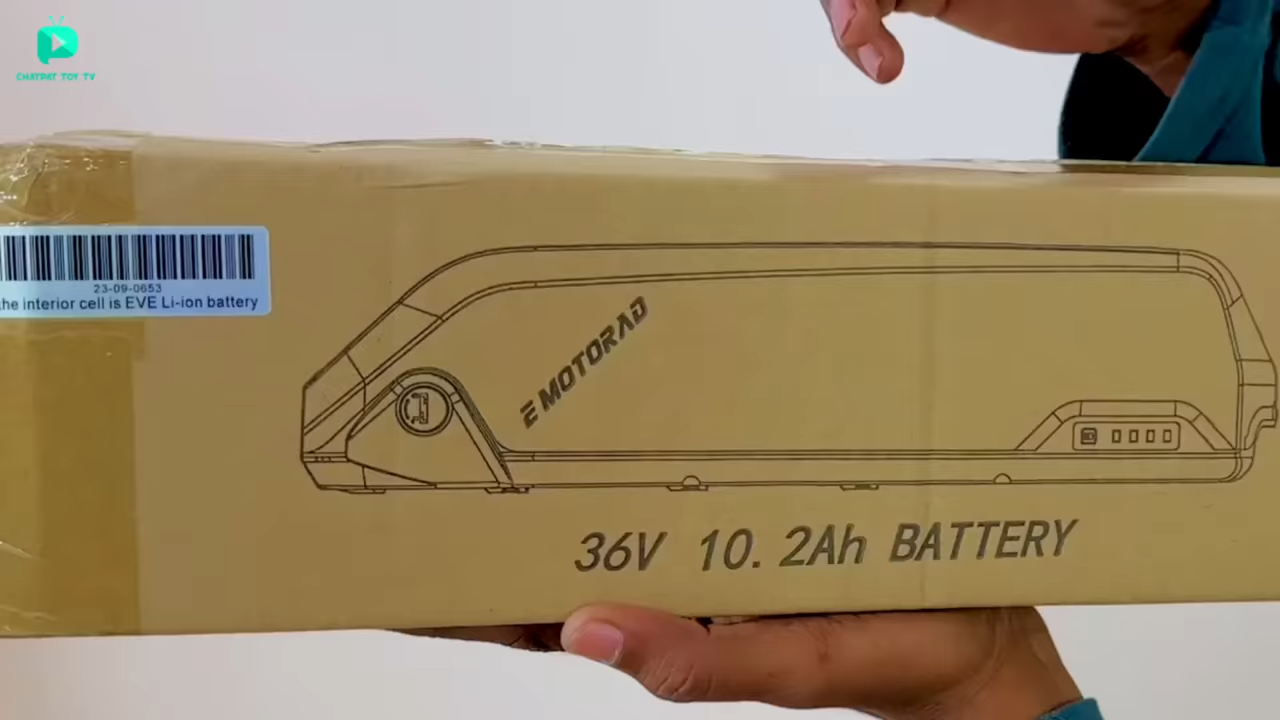 CHATPAT TOY TV
23-09-0653
the interior cell is EVE Li-ion battery
E MOTORAD
36V 10.2Ah BATTERY